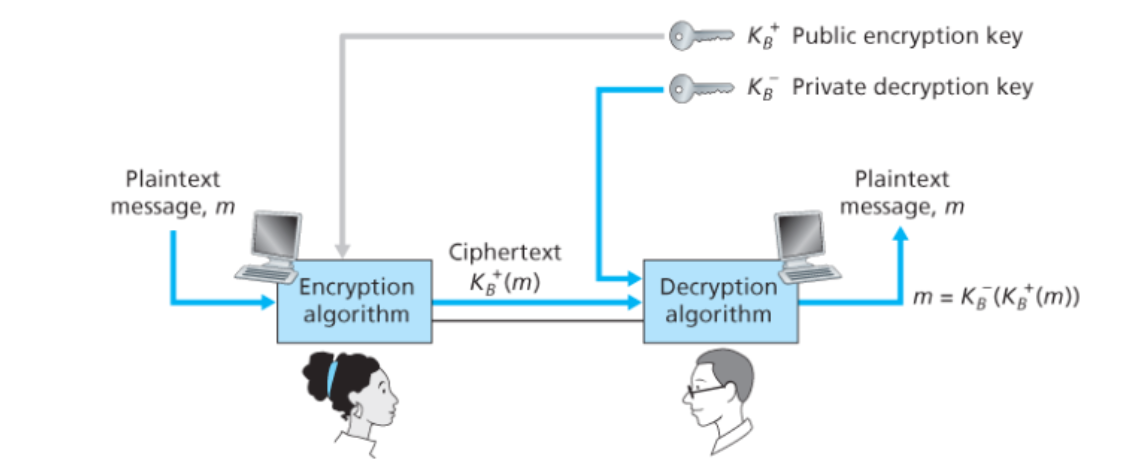 K_B^+ Public encryption key
K_B^- Private decryption key
Plaintext
message, m
Plaintext
message, m
Ciphertext
K_B^+(m)
Encryption
algorithm
Decryption
algorithm
m = K_B^-(K_B^+(m))